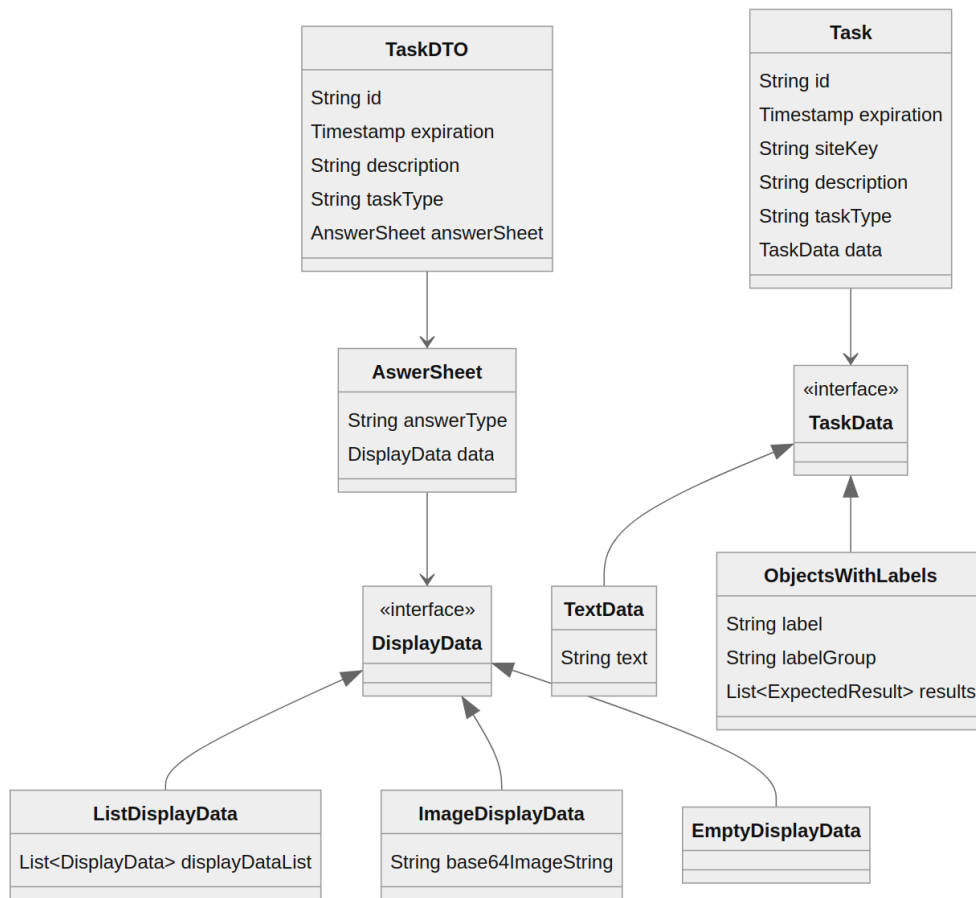 TaskDTO
String id
Timestamp expiration
String description
String taskType
AnswerSheet answerSheet
Task
String id
Timestamp expiration
String siteKey
String description
String taskType
TaskData data
AswerSheet
String answerType
DisplayData data
«interface»
TaskData
«interface»
DisplayData
TextData
String text
ObjectsWithLabels
String label
String labelGroup
List<ExpectedResult> results
ListDisplayData
List<DisplayData> displayDataList
ImageDisplayData
String base64ImageString
EmptyDisplayData